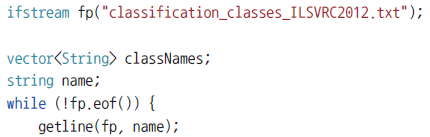 ifstream fp("classification_classes_ILSVRC2012.txt");
vector<String> classNames;
string name;
while (!fp.eof()) {
    getline(fp, name);